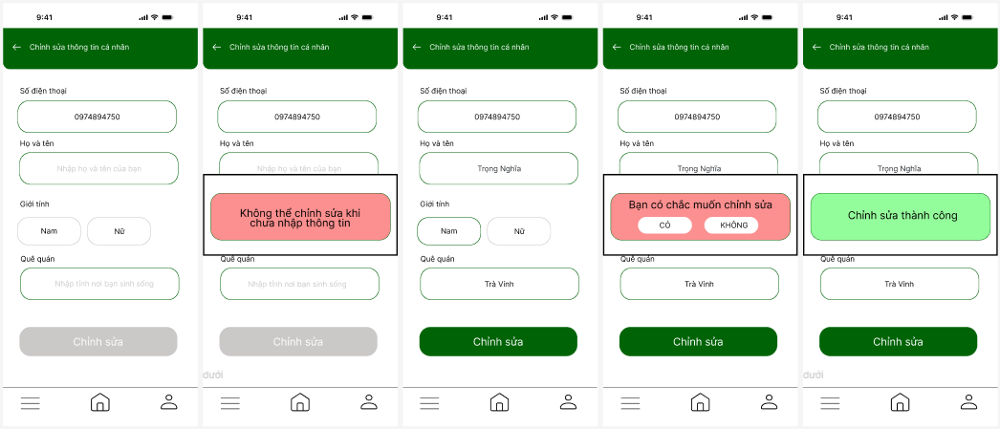 9:41
Chỉnh sửa thông tin cá nhân
Số điện thoại
0974894750
Họ và tên
Nhập họ và tên của bạn
Giới tính
Nam
Nữ
Quê quán
Nhập tỉnh nơi bạn sinh sống
Chỉnh sửa
9:41
Chỉnh sửa thông tin cá nhân
Số điện thoại
0974894750
Họ và tên
Nhập họ và tên của bạn
Không thể chỉnh sửa khi
chưa nhập thông tin
Quê quán
Nhập tỉnh nơi bạn sinh sống
Chỉnh sửa
dưới
9:41
Chỉnh sửa thông tin cá nhân
Số điện thoại
0974894750
Họ và tên
Trọng Nghĩa
Giới tính
Nam
Nữ
Quê quán
Trà Vinh
Chỉnh sửa
9:41
Chỉnh sửa thông tin cá nhân
Số điện thoại
0974894750
Họ và tên
Trọng Nghĩa
Bạn có chắc muốn chỉnh sửa
CÓ
KHÔNG
Quê quán
Trà Vinh
Chỉnh sửa
9:41
Chỉnh sửa thông tin cá nhân
Số điện thoại
0974894750
Họ và tên
Trọng Nghĩa
Chỉnh sửa thành công
Quê quán
Trà Vinh
Chỉnh sửa
dưới